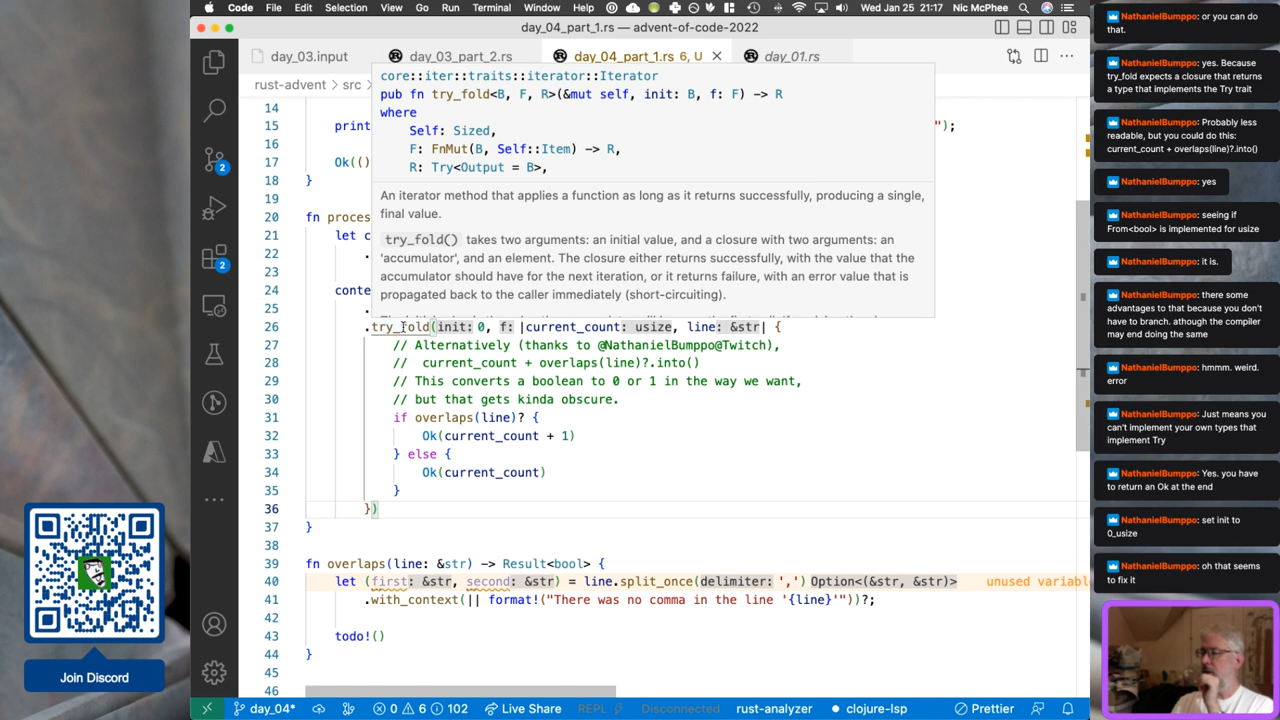 Code File Edit Selection View Go Run Terminal Window Help Wed Jan 25 21:17 Nic McPhee
day_04_part_1.rs — advent-of-code-2022
day_03.input day_03_part_2.rs day_04_part_1.rs 6, U day_01.rs
rust-advent > src
core::iter::traits::iterator::Iterator
pub fn try_fold<B, F, R>(&mut self, init: B, f: F) -> R
where
Self: Sized,
F: FnMut(B, Self::Item) -> R,
R: Try<Output = B>,
An iterator method that applies a function as long as it returns successfully, producing a single,
final value.
try_fold() takes two arguments: an initial value, and a closure with two arguments: an
'accumulator', and an element. The closure either returns successfully, with the value that the
accumulator should have for the next iteration, or it returns failure, with an error value that is
propagated back to the caller immediately (short-circuiting).
14
15 print ");
16
17 Ok(()
18 }
19
20 fn proces
21 let c
22 .
23 .
24 conte
25 .
26 .try_fold(init: 0, f: |current_count: usize, line: &str| {
27 // Alternatively (thanks to @NathanielBumppo@Twitch),
28 // current_count + overlaps(line)?.into()
29 // This converts a boolean to 0 or 1 in the way we want,
30 // but that gets kinda obscure.
31 if overlaps(line)? {
32 Ok(current_count + 1)
33 } else {
34 Ok(current_count)
35 }
36 })
37 }
38
39 fn overlaps(line: &str) -> Result<bool> {
40 let (first: &str, second: &str) = line.split_once(delimiter: ',') Option<(&str, &str)> unused variabl
41 .with_context(|| format!("There was no comma in the line '{line}'"))?;
42
43 todo!()
44 }
45
46
2
2
day_04* 0 6 102 Live Share REPL Disconnected rust-analyzer clojure-lsp Prettier
Join Discord
NathanielBumppo: or you can do
that.
NathanielBumppo: yes. Because
try_fold expects a closure that returns
a type that implements the Try trait
NathanielBumppo: Probably less
readable, but you could do this:
current_count + overlaps(line)?.into()
NathanielBumppo: yes
NathanielBumppo: seeing if
From<bool> is implemented for usize
NathanielBumppo: it is.
NathanielBumppo: there some
advantages to that because you don't
have to branch. athough the compiler
may end doing the same
NathanielBumppo: hmmm. weird.
error
NathanielBumppo: Just means you
can't implement your own types that
implement Try
NathanielBumppo: Yes. you have
to return an Ok at the end
NathanielBumppo: set init to
0_usize
NathanielBumppo: oh that seems
to fix it